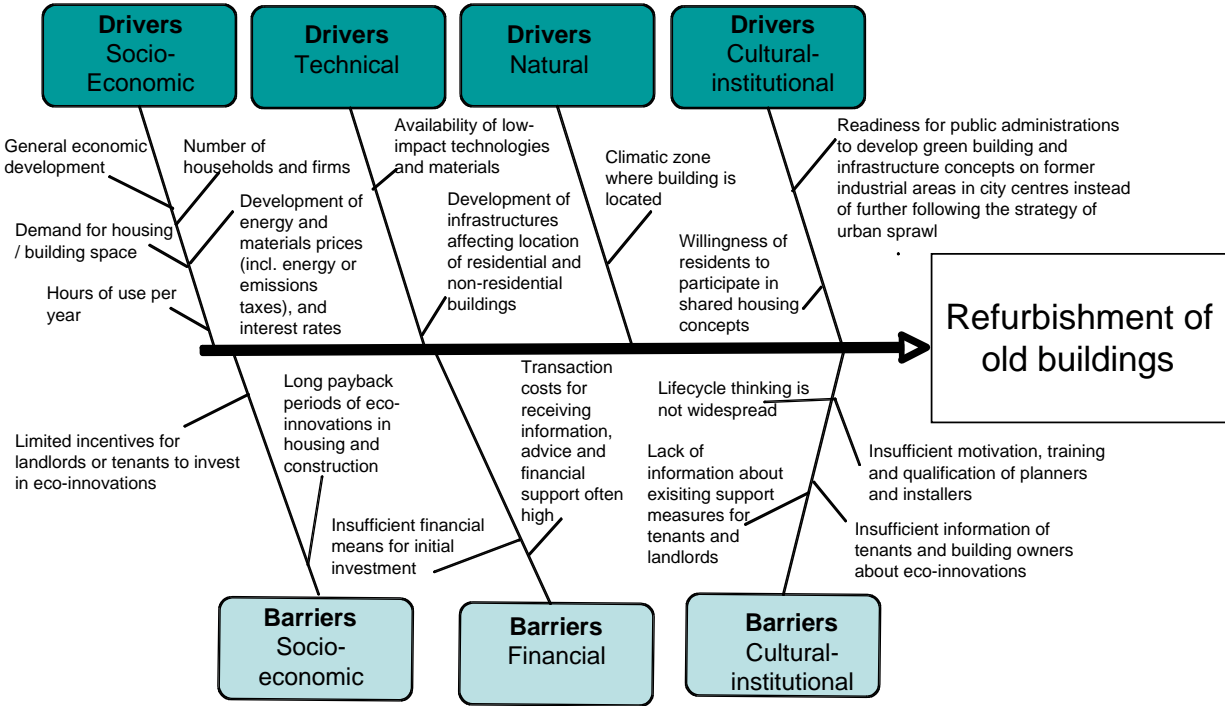 Drivers
Socio-
Economic
Drivers
Technical
Drivers
Natural
Drivers
Cultural-
institutional
General economic
development
Number of
households and firms
Demand for housing
/ building space
Development of
energy and
materials prices
(incl. energy or
emissions
taxes), and
interest rates
Hours of use per
year
Availability of low-
impact technologies
and materials
Development of
infrastructures
affecting location
of residential and
non-residential
buildings
Climatic zone
where building is
located
Readiness for public administrations
to develop green building and
infrastructure concepts on former
industrial areas in city centres instead
of further following the strategy of
urban sprawl
.
Willingness of
residents to
participate in
shared housing
concepts
Refurbishment of
old buildings
Limited incentives for
landlords or tenants to invest
in eco-innovations
Long payback
periods of eco-
innovations in
housing and
construction
Insufficient financial
means for initial
investment
Transaction
costs for
receiving
information,
advice and
financial
support often
high
Lifecycle thinking is
not widespread
Lack of
information about
exisiting support
measures for
tenants and
landlords
Insufficient motivation, training
and qualification of planners
and installers
Insufficient information of
tenants and building owners
about eco-innovations
Barriers
Socio-
economic
Barriers
Financial
Barriers
Cultural-
institutional